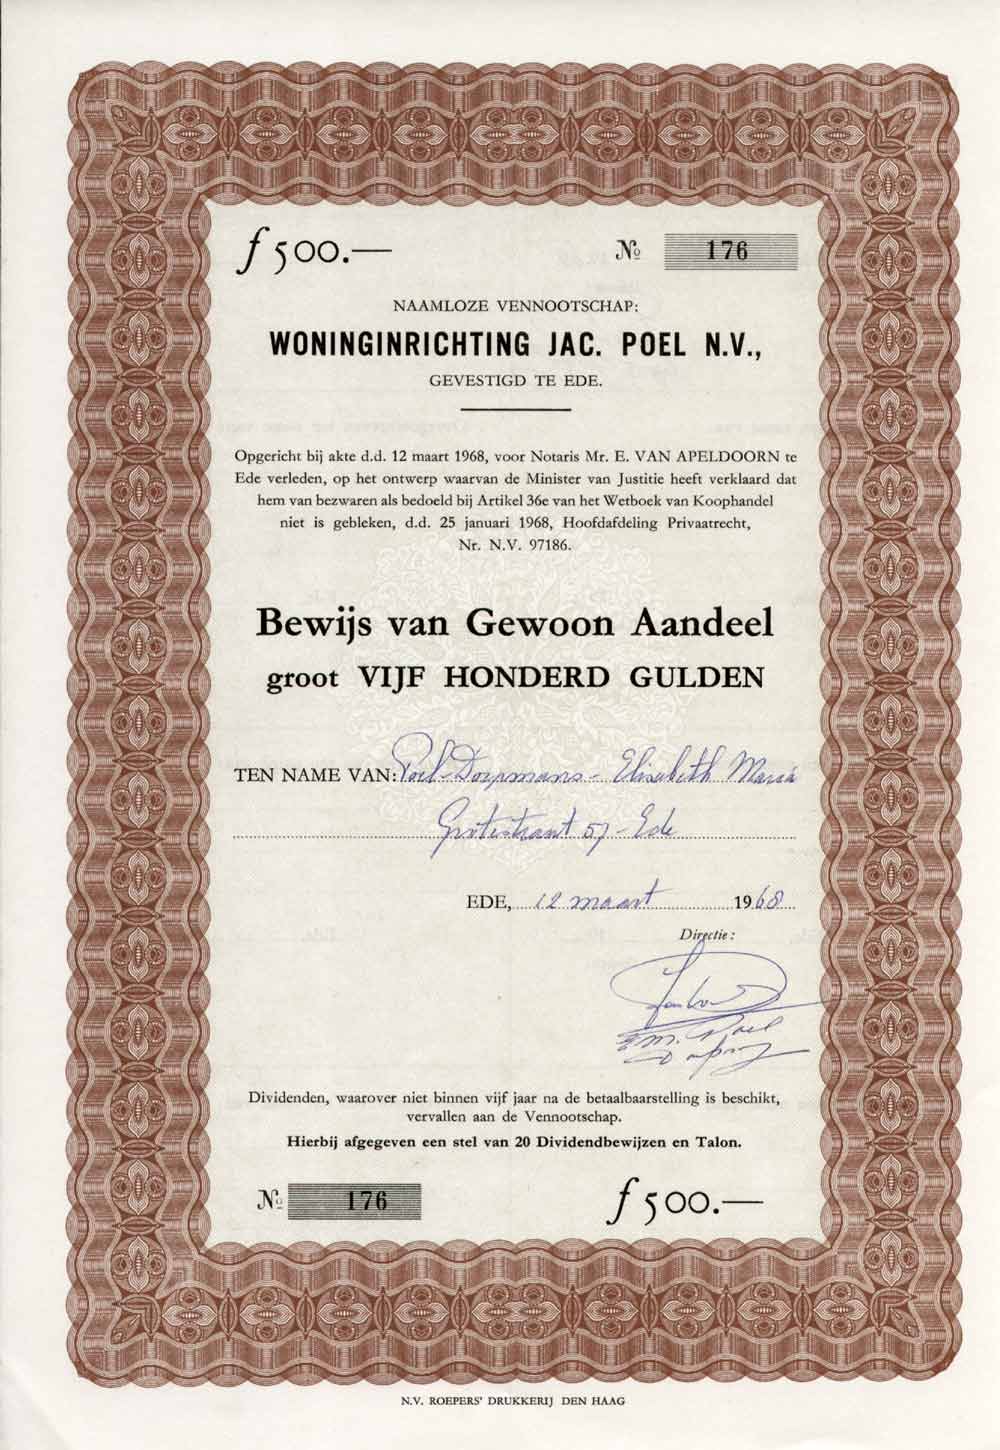 f 500.—
№ 176
NAAMLOZE VENNOOTSCHAP:
WONINGINRICHTING JAC. POEL N.V.,
GEVESTIGD TE EDE.
Opgericht bij akte d.d. 12 maart 1968, voor Notaris Mr. E. VAN APELDOORN te
Ede verleden, op het ontwerp waarvan de Minister van Justitie heeft verklaard dat
hem van bezwaren als bedoeld bij Artikel 36e van het Wetboek van Koophandel
niet is gebleken, d.d. 25 januari 1968, Hoofdafdeling Privaatrecht,
Nr. N.V. 97186.
Bewijs van Gewoon Aandeel
groot VIJF HONDERD GULDEN
TEN NAME VAN: Poel-Dorpmans - Elisabeth Maria
Grotestraat 57 - Ede
EDE, 12 maart 1968
Directie:
Dividenden, waarover niet binnen vijf jaar na de betaalbaarstelling is beschikt,
vervallen aan de Vennootschap.
Hierbij afgegeven een stel van 20 Dividendbewijzen en Talon.
№ 176
f 500.—
N.V. ROEPERS' DRUKKERIJ DEN HAAG